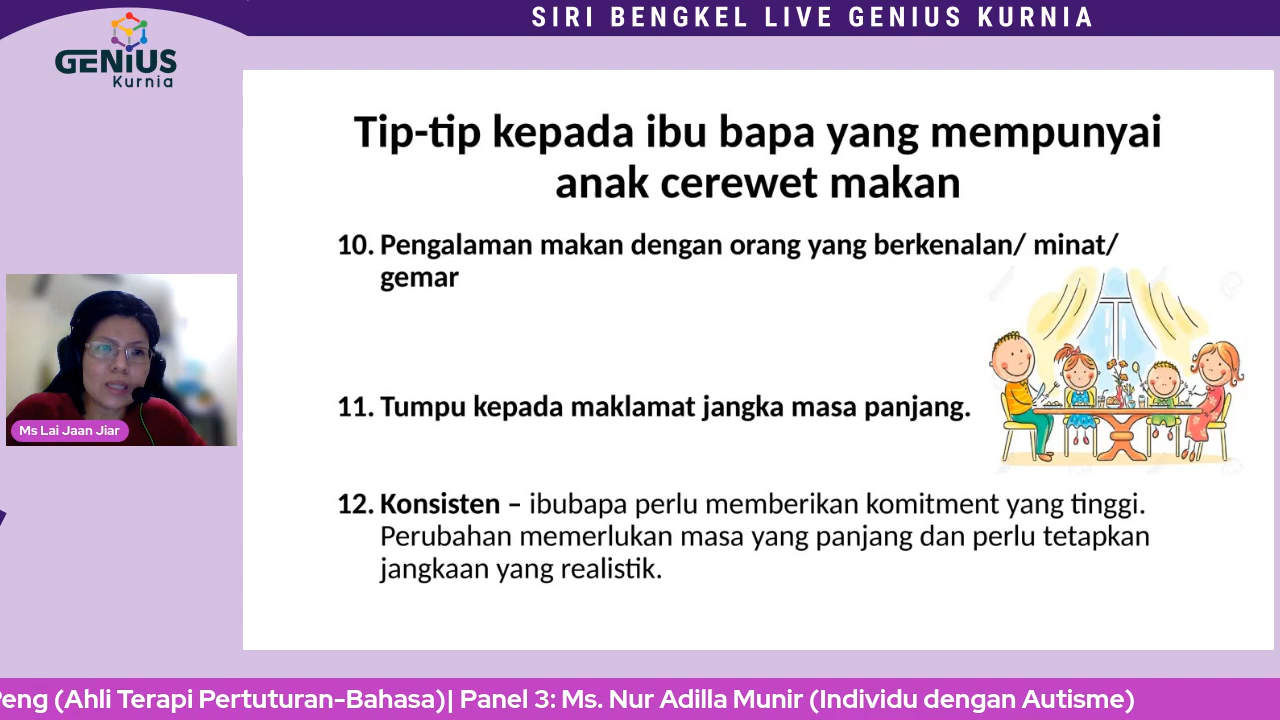 SIRI BENGKEL LIVE GENIUS KURNIA
GENIUS
Kurnia
Tip-tip kepada ibu bapa yang mempunyai
anak cerewet makan
10. Pengalaman makan dengan orang yang berkenalan/ minat/
gemar
11. Tumpu kepada maklamat jangka masa panjang.
12. Konsisten – ibubapa perlu memberikan komitment yang tinggi.
Perubahan memerlukan masa yang panjang dan perlu tetapkan
jangkaan yang realistik.
Ms Lai Jaan Jiar
Peng (Ahli Terapi Pertuturan-Bahasa)| Panel 3: Ms. Nur Adilla Munir (Individu dengan Autisme)